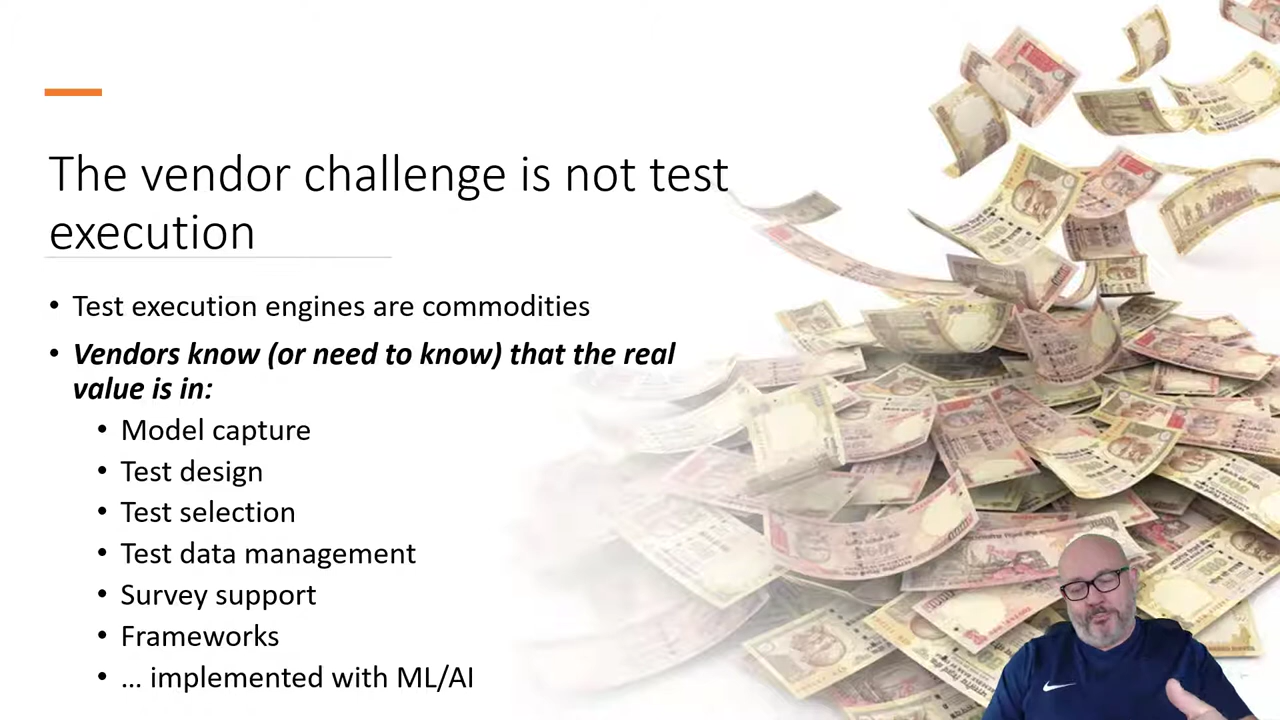 The vendor challenge is not test
execution
• Test execution engines are commodities
• Vendors know (or need to know) that the real
value is in:
• Model capture
• Test design
• Test selection
• Test data management
• Survey support
• Frameworks
• ... implemented with ML/AI